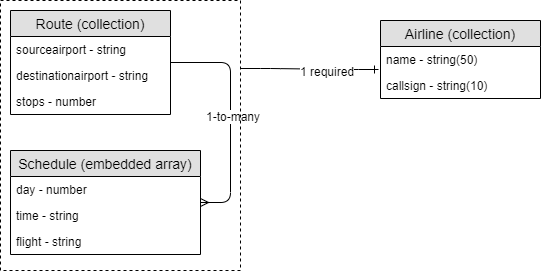 Route (collection)
sourceairport - string
destinationairport - string
stops - number
Airline (collection)
name - string(50)
callsign - string(10)
1 required
1-to-many
Schedule (embedded array)
day - number
time - string
flight - string